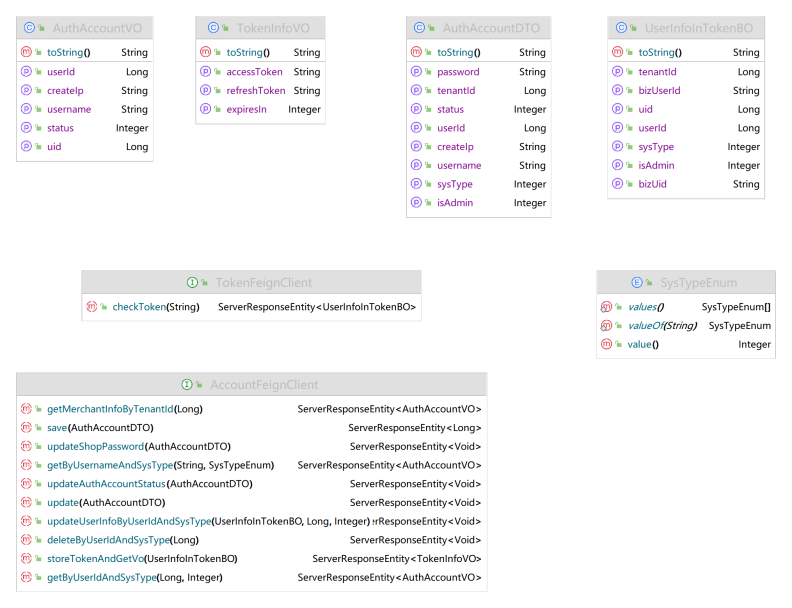 AuthAccountVO
toString() String
userId Long
createIp String
username String
status Integer
uid Long
TokenInfoVO
toString() String
accessToken String
refreshToken String
expiresIn Integer
AuthAccountDTO
toString() String
password String
tenantId Long
status Integer
userId Long
createIp String
username String
sysType Integer
isAdmin Integer
UserInfoInTokenBO
toString() String
tenantId Long
bizUserId String
uid Long
userId Long
sysType Integer
isAdmin Integer
bizUid String
TokenFeignClient
checkToken(String) ServerResponseEntity<UserInfoInTokenBO>
SysTypeEnum
values() SysTypeEnum[]
valueOf(String) SysTypeEnum
value() Integer
AccountFeignClient
getMerchantInfoByTenantId(Long) ServerResponseEntity<AuthAccountVO>
save(AuthAccountDTO) ServerResponseEntity<Long>
updateShopPassword(AuthAccountDTO) ServerResponseEntity<Void>
getByUsernameAndSysType(String, SysTypeEnum) ServerResponseEntity<AuthAccountVO>
updateAuthAccountStatus(AuthAccountDTO) ServerResponseEntity<Void>
update(AuthAccountDTO) ServerResponseEntity<Void>
updateUserInfoByUserIdAndSysType(UserInfoInTokenBO, Long, Integer) rResponseEntity<Void>
deleteByUserIdAndSysType(Long) ServerResponseEntity<Void>
storeTokenAndGetVo(UserInfoInTokenBO) ServerResponseEntity<TokenInfoVO>
getByUserIdAndSysType(Long, Integer) ServerResponseEntity<AuthAccountVO>